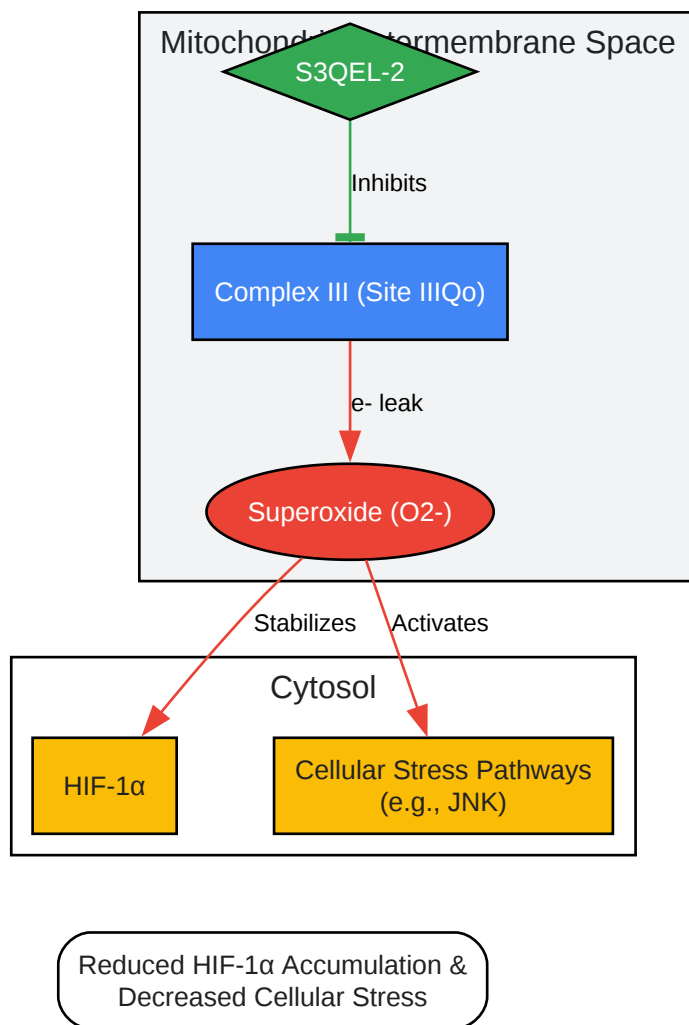 Mitochondri termembrane Space
S3QEL-2
Inhibits
Complex III (Site IIIQo)
e- leak
Superoxide (O2-)
Stabilizes
Activates
Cytosol
HIF-1α
Cellular Stress Pathways
(e.g., JNK)
Reduced HIF-1α Accumulation &
Decreased Cellular Stress